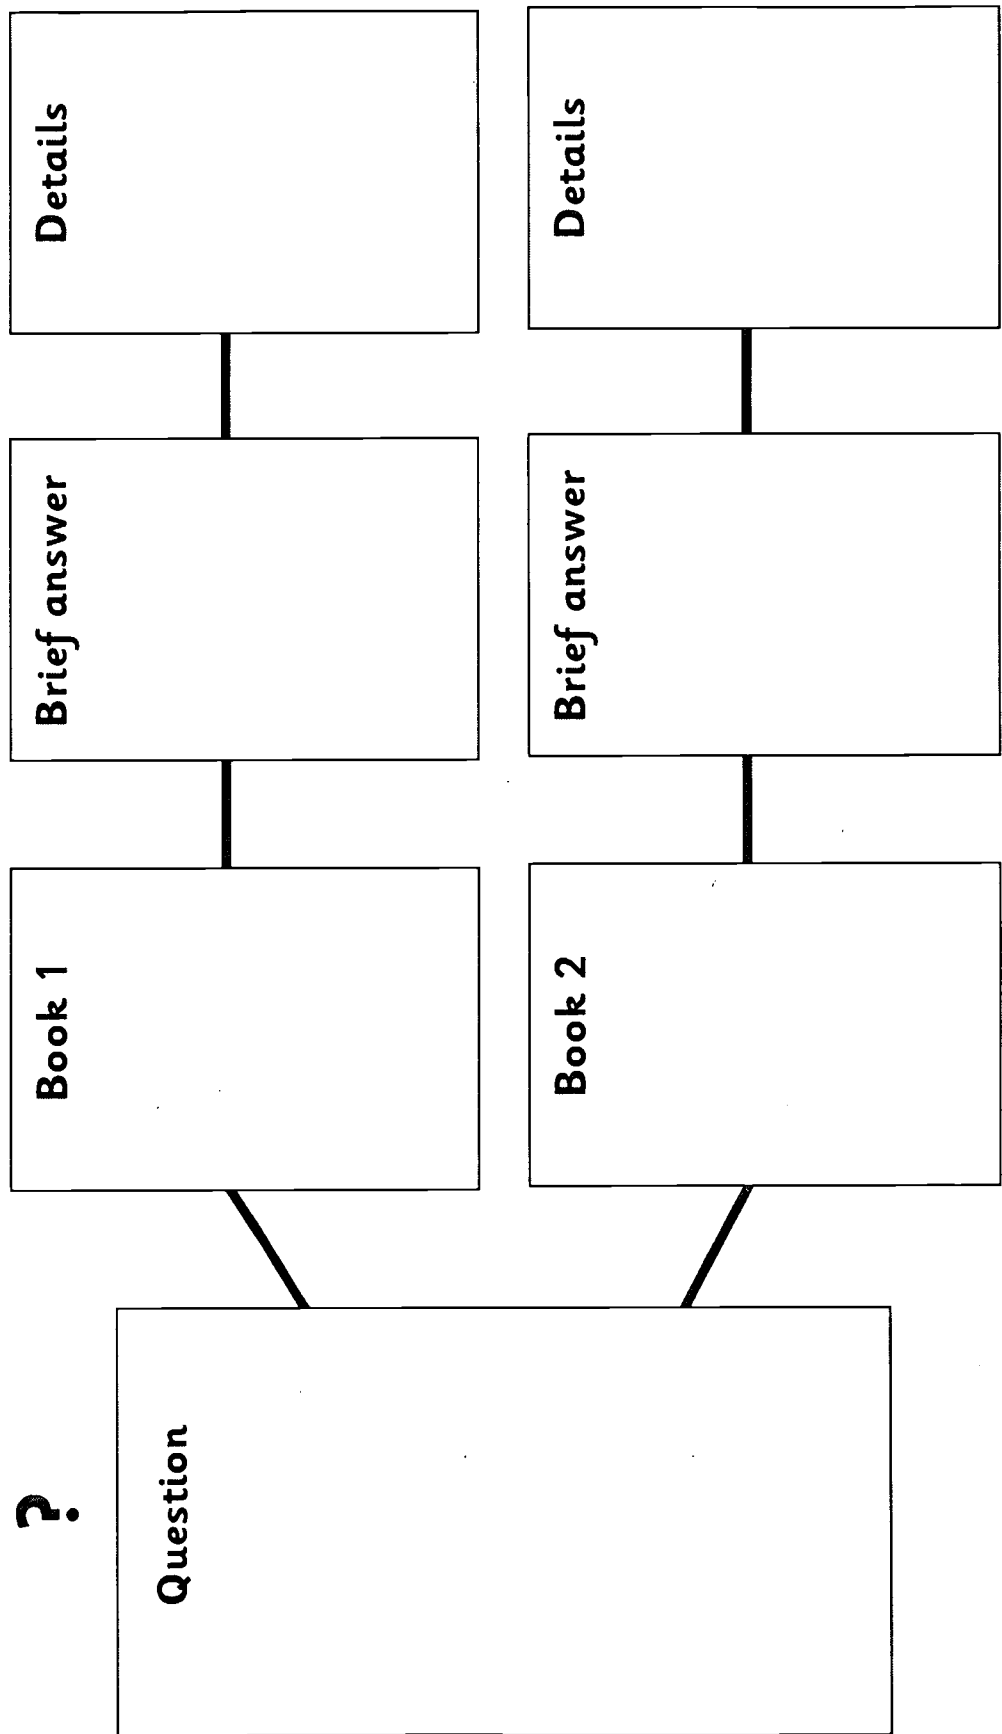 ?
Question
Book 1
Brief answer
Details
Book 2
Brief answer
Details